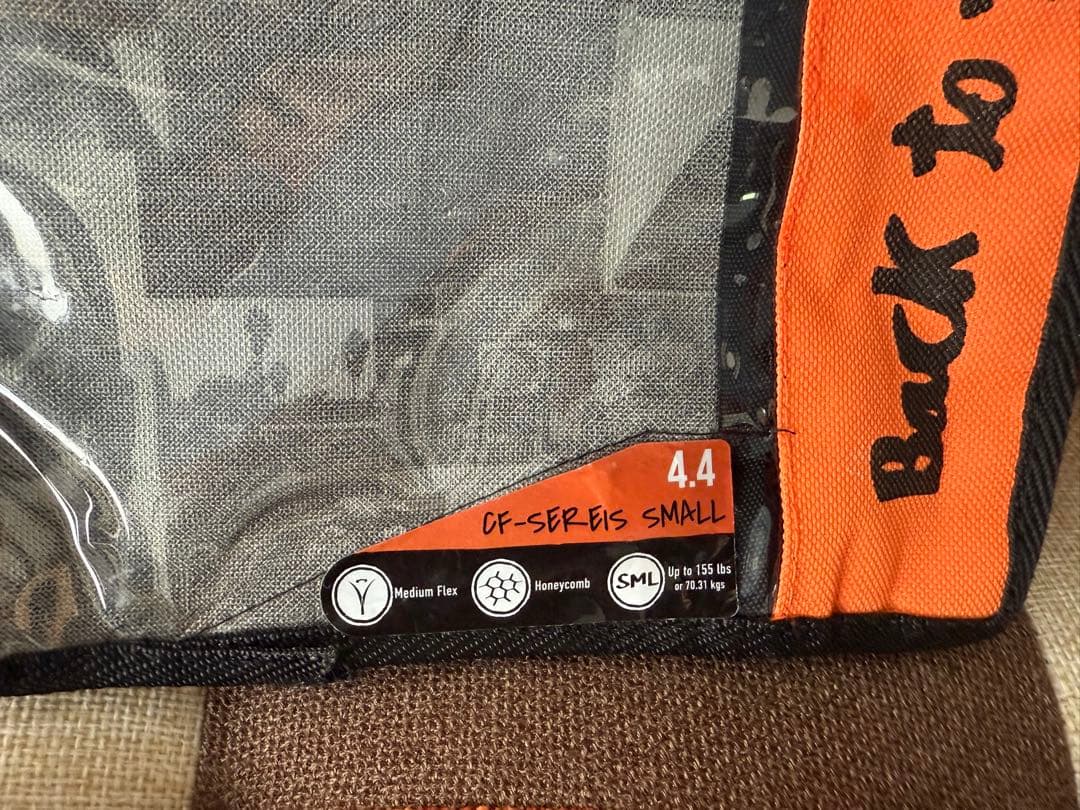 Back to
4.4
CF-SEREIS SMALL
Medium Flex
Honeycomb
SML
Up to 155 lbs
or 70.31 kgs